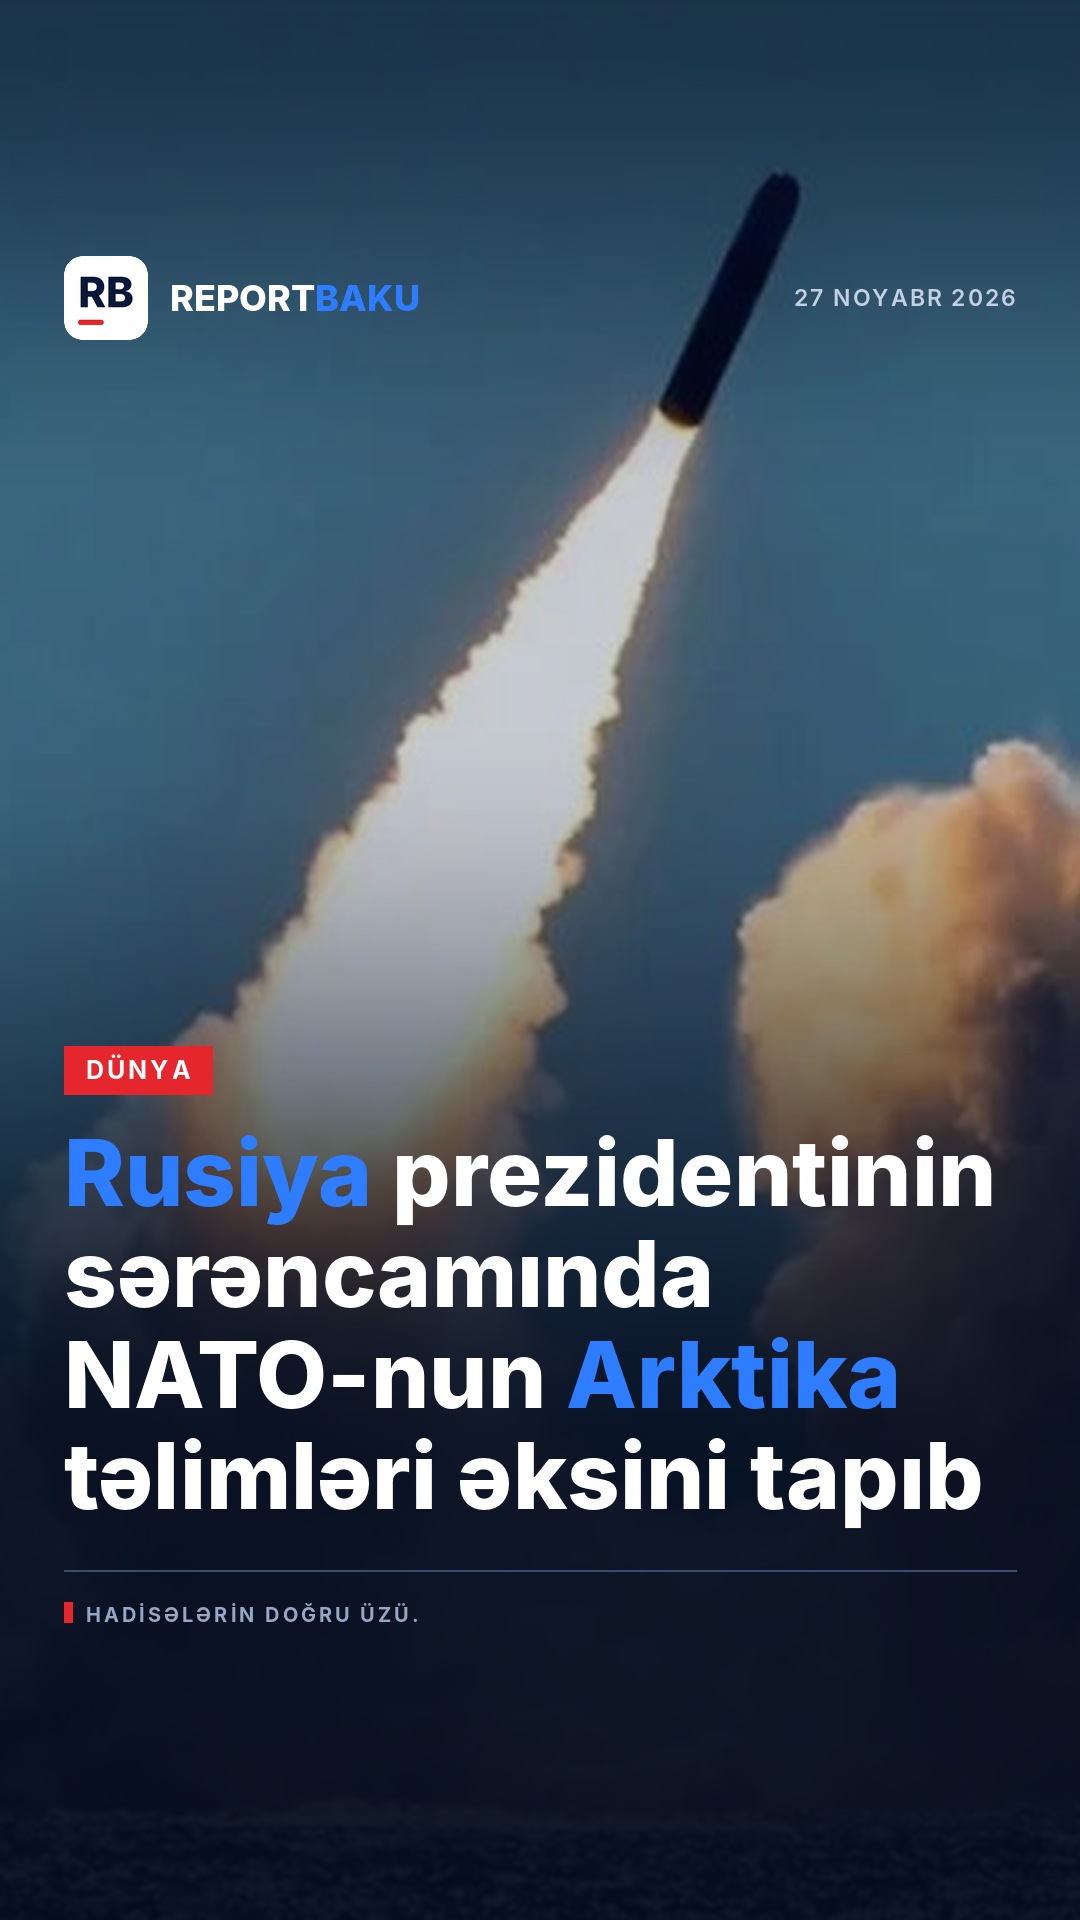 RB
REPORTBAKU
27 NOYABR 2026
DÜNYA
Rusiya prezidentinin
sərəncamında
NATO-nun Arktika
təlimləri əksini tapıb
HADİSƏLƏRİN DOĞRU ÜZÜ.